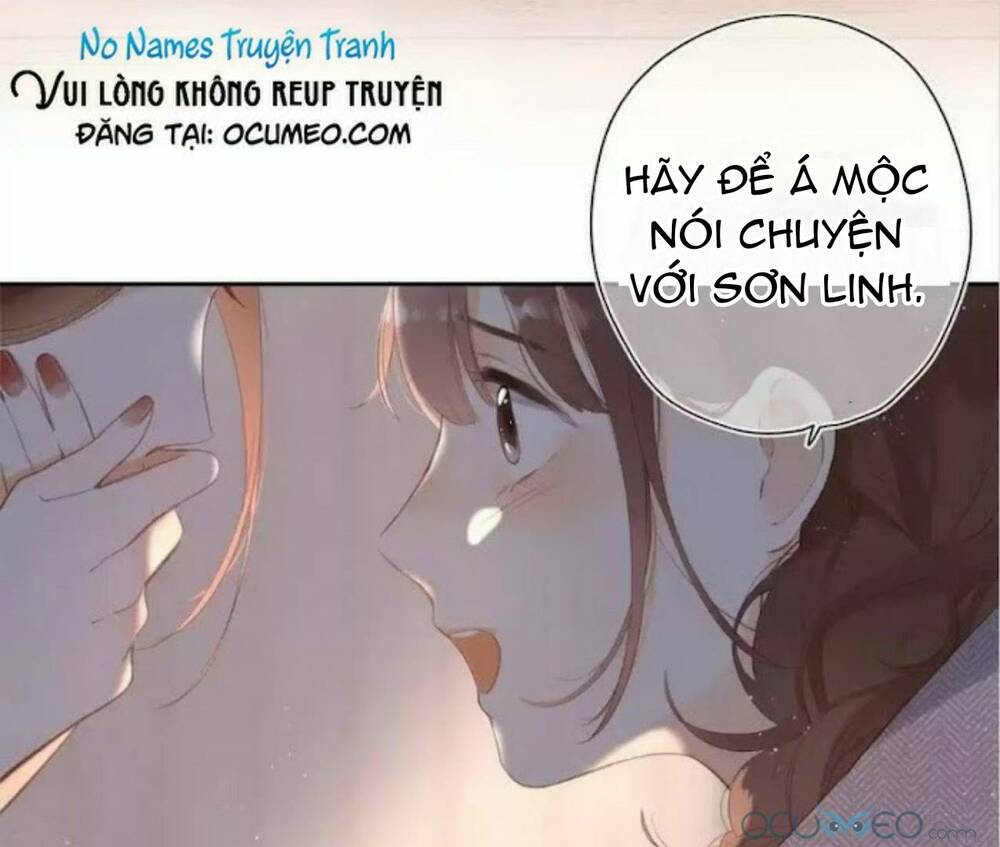 No Names Truyện Tranh
VUI LÒNG KHÔNG REUP TRUYỆN
ĐĂNG TẠI: OCUMEO.COM
HÃY ĐỂ Á MỘC
NÓI CHUYỆN
VỚI SƠN LINH.
OCUMEO.com